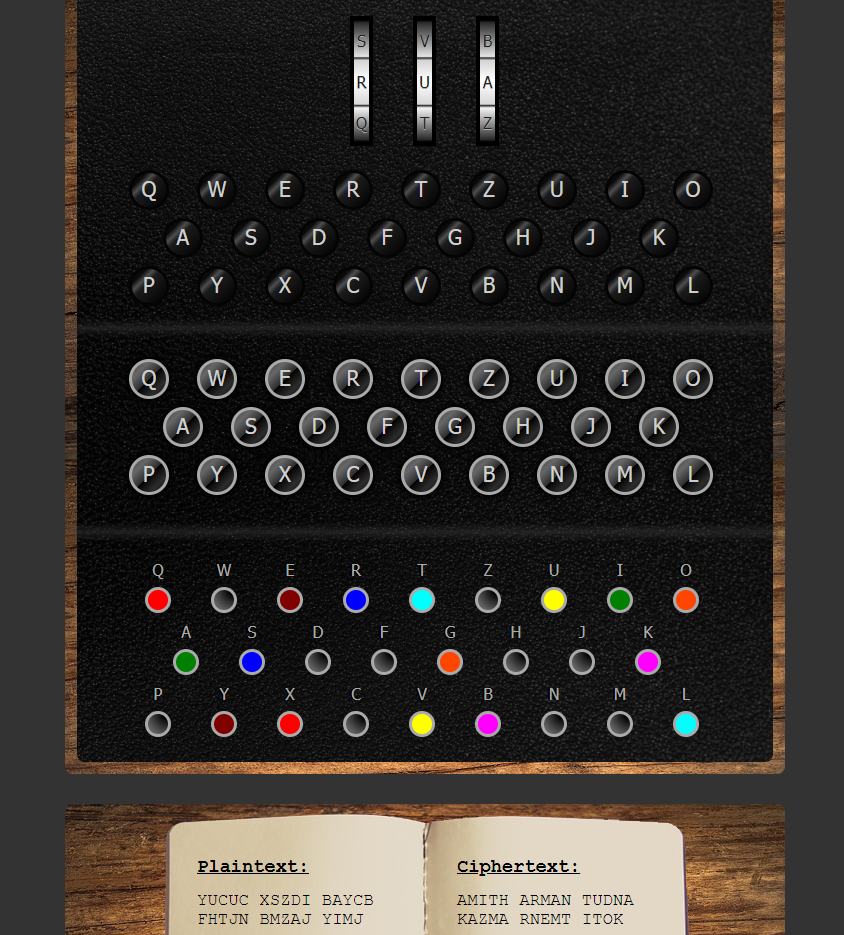 S V B
R U A
Q T Z
Q W E R T Z U I O
A S D F G H J K
P Y X C V B N M L
Q W E R T Z U I O
A S D F G H J K
P Y X C V B N M L
Q W E R T Z U I O
A S D F G H J K
P Y X C V B N M L
Plaintext:
YUCUC XSZDI BAYCB
FHTJN BMZAJ YIMJ
Ciphertext:
AMITH ARMAN TUDNA
KAZMA RNEMT ITOK